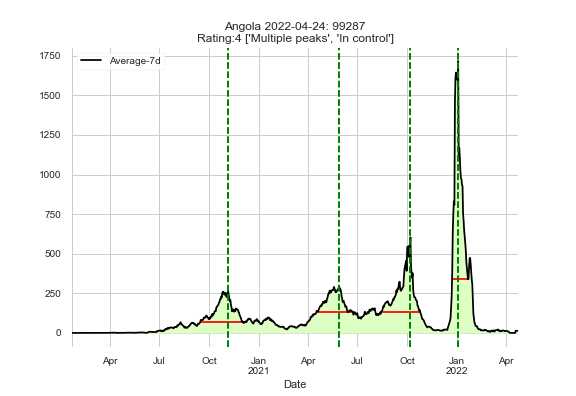 Angola 2022-04-24: 99287
Rating:4 ['Multiple peaks', 'In control']
Average-7d
1750
1500
1250
1000
750
500
250
0
Apr Jul Oct Jan Apr Jul Oct Jan Apr
2021 2022
Date